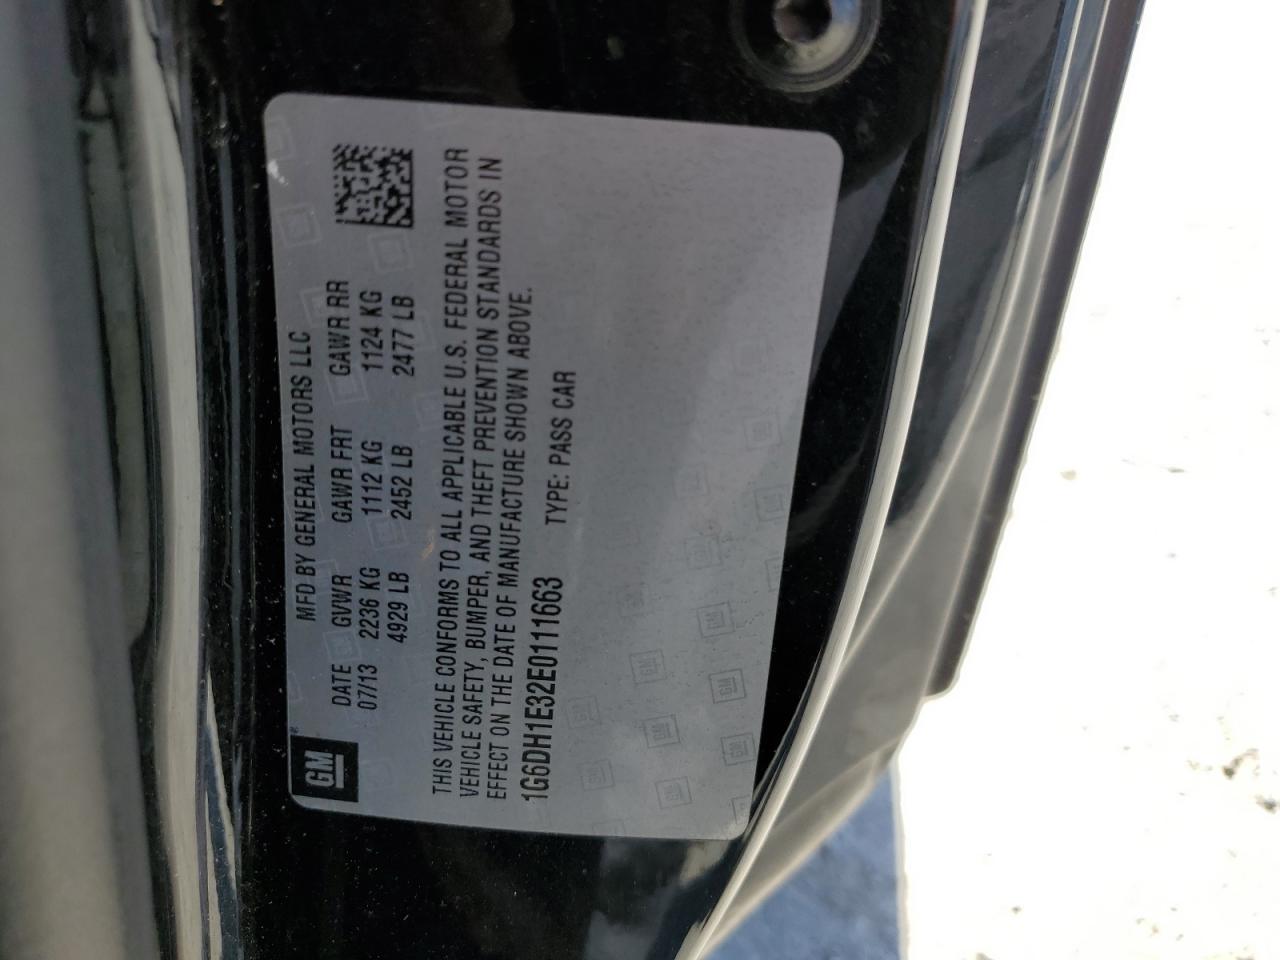 GM
MFD BY GENERAL MOTORS LLC
DATE GVWR GAWR FRT GAWR RR
07/13 2236 KG 1112 KG 1124 KG
4929 LB 2452 LB 2477 LB
THIS VEHICLE CONFORMS TO ALL APPLICABLE U.S. FEDERAL MOTOR
VEHICLE SAFETY, BUMPER, AND THEFT PREVENTION STANDARDS IN
EFFECT ON THE DATE OF MANUFACTURE SHOWN ABOVE.
1G6DH1E32E0111663 TYPE: PASS CAR